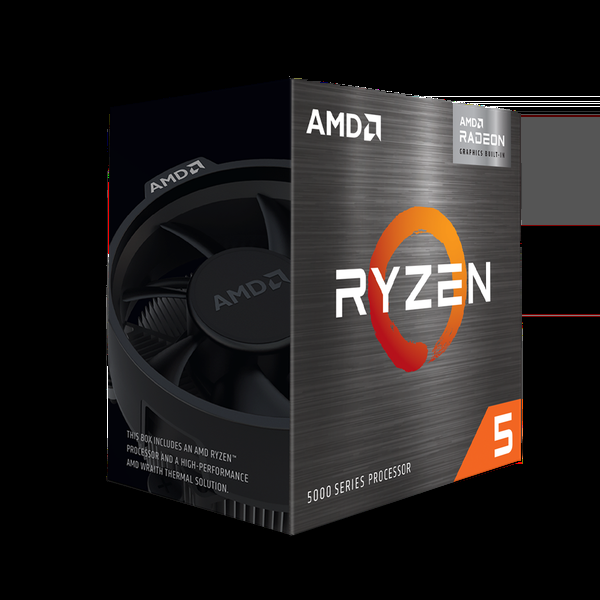 AMD
AMD
THIS BOX INCLUDES AN AMD RYZEN™
PROCESSOR AND A HIGH-PERFORMANCE
AMD WRAITH THERMAL SOLUTION.
AMD
AMD
RADEON
GRAPHICS BUILT-IN
RYZEN
5
5000 SERIES PROCESSOR